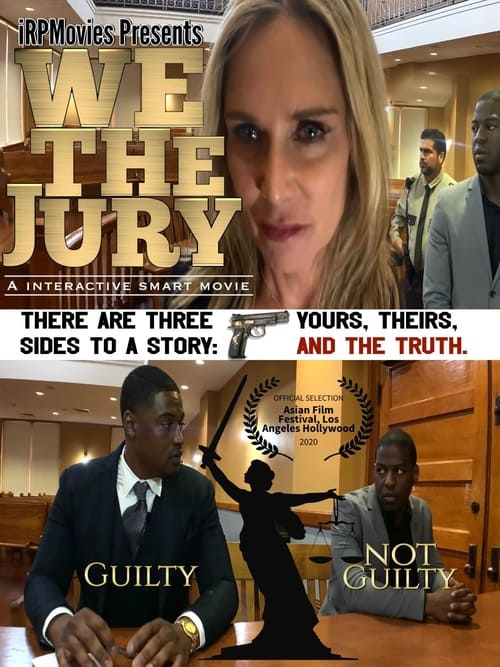 iRPMovies Presents
WE
THE
JURY
A INTERACTIVE SMART MOVIE
THERE ARE THREE
SIDES TO A STORY:
YOURS, THEIRS,
AND THE TRUTH.
OFFICIAL SELECTION
Asian Film
Festival, Los
Angeles Hollywood
2020
GUILTY
NOT
GUILTY